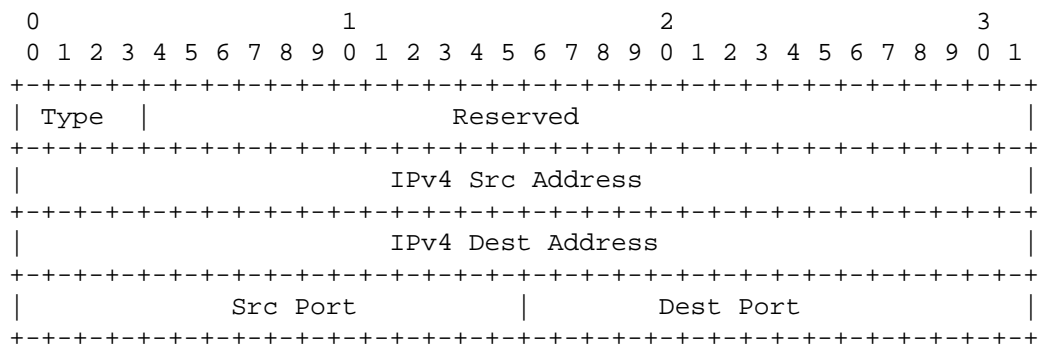 0                   1                   2                   3
 0 1 2 3 4 5 6 7 8 9 0 1 2 3 4 5 6 7 8 9 0 1 2 3 4 5 6 7 8 9 0 1
+-+-+-+-+-+-+-+-+-+-+-+-+-+-+-+-+-+-+-+-+-+-+-+-+-+-+-+-+-+-+-+-+
| Type  |                   Reserved                            |
+-+-+-+-+-+-+-+-+-+-+-+-+-+-+-+-+-+-+-+-+-+-+-+-+-+-+-+-+-+-+-+-+
|                       IPv4 Src Address                        |
+-+-+-+-+-+-+-+-+-+-+-+-+-+-+-+-+-+-+-+-+-+-+-+-+-+-+-+-+-+-+-+-+
|                       IPv4 Dest Address                       |
+-+-+-+-+-+-+-+-+-+-+-+-+-+-+-+-+-+-+-+-+-+-+-+-+-+-+-+-+-+-+-+-+
|             Src Port          |        Dest Port              |
+-+-+-+-+-+-+-+-+-+-+-+-+-+-+-+-+-+-+-+-+-+-+-+-+-+-+-+-+-+-+-+-+